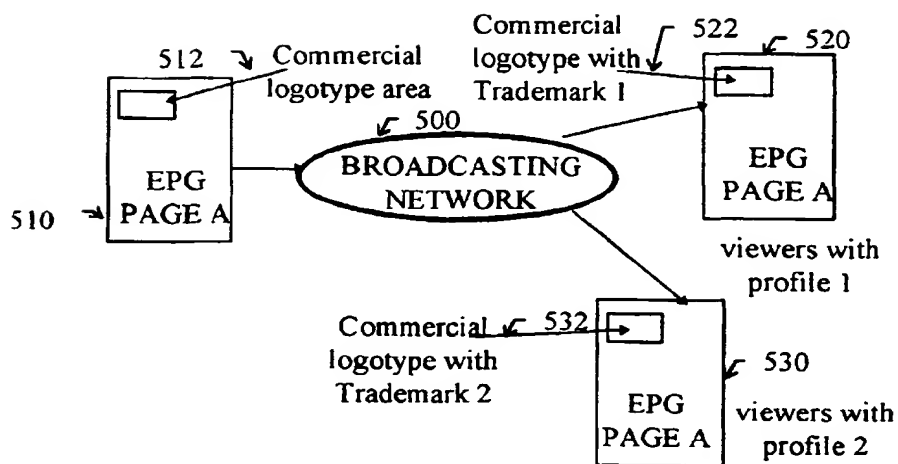 512
Commercial
logotype area
EPG
PAGE A
510
500
BROADCASTING
NETWORK
Commercial
logotype with
Trademark 1
522
520
EPG
PAGE A
viewers with
profile 1
Commercial
logotype with
Trademark 2
532
EPG
PAGE A
530
viewers with
profile 2